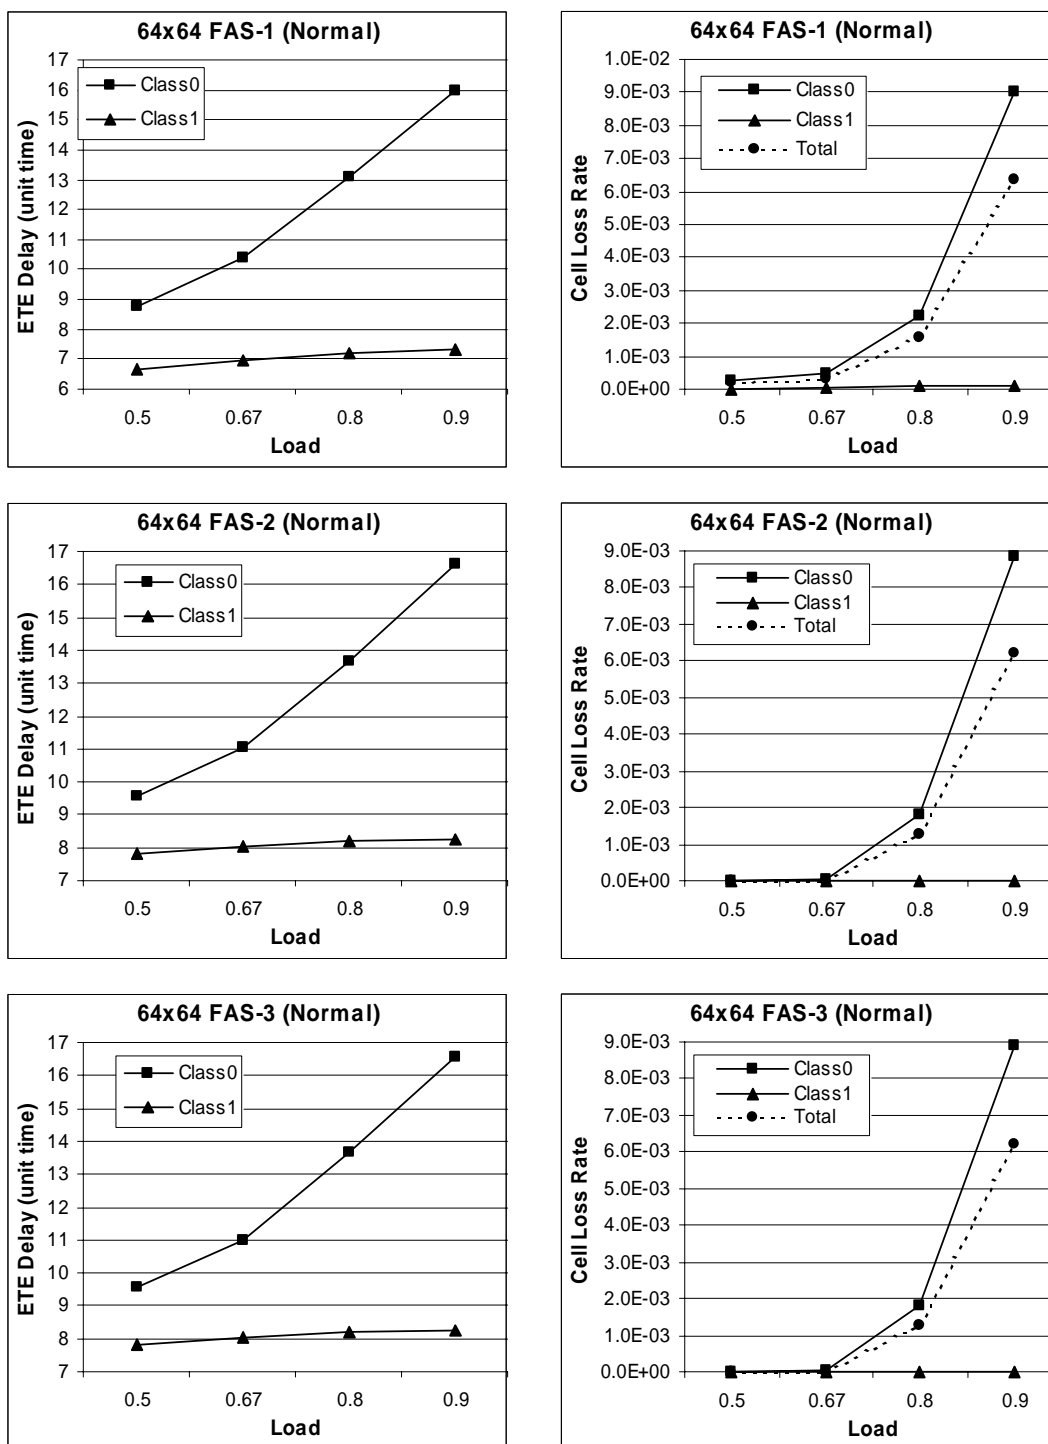 64x64 FAS-1 (Normal)
17
16
15
14
13
12
11
10
9
8
7
6
ETE Delay (unit time)
Class0
Class1
0.5 0.67 0.8 0.9
Load
64x64 FAS-1 (Normal)
1.0E-02
9.0E-03
8.0E-03
7.0E-03
6.0E-03
5.0E-03
4.0E-03
3.0E-03
2.0E-03
1.0E-03
0.0E+00
Cell Loss Rate
Class0
Class1
Total
0.5 0.67 0.8 0.9
Load
64x64 FAS-2 (Normal)
17
16
15
14
13
12
11
10
9
8
7
ETE Delay (unit time)
Class0
Class1
0.5 0.67 0.8 0.9
Load
64x64 FAS-2 (Normal)
9.0E-03
8.0E-03
7.0E-03
6.0E-03
5.0E-03
4.0E-03
3.0E-03
2.0E-03
1.0E-03
0.0E+00
Cell Loss Rate
Class0
Class1
Total
0.5 0.67 0.8 0.9
Load
64x64 FAS-3 (Normal)
17
16
15
14
13
12
11
10
9
8
7
ETE Delay (unit time)
Class0
Class1
0.5 0.67 0.8 0.9
Load
64x64 FAS-3 (Normal)
9.0E-03
8.0E-03
7.0E-03
6.0E-03
5.0E-03
4.0E-03
3.0E-03
2.0E-03
1.0E-03
0.0E+00
Cell Loss Rate
Class0
Class1
Total
0.5 0.67 0.8 0.9
Load